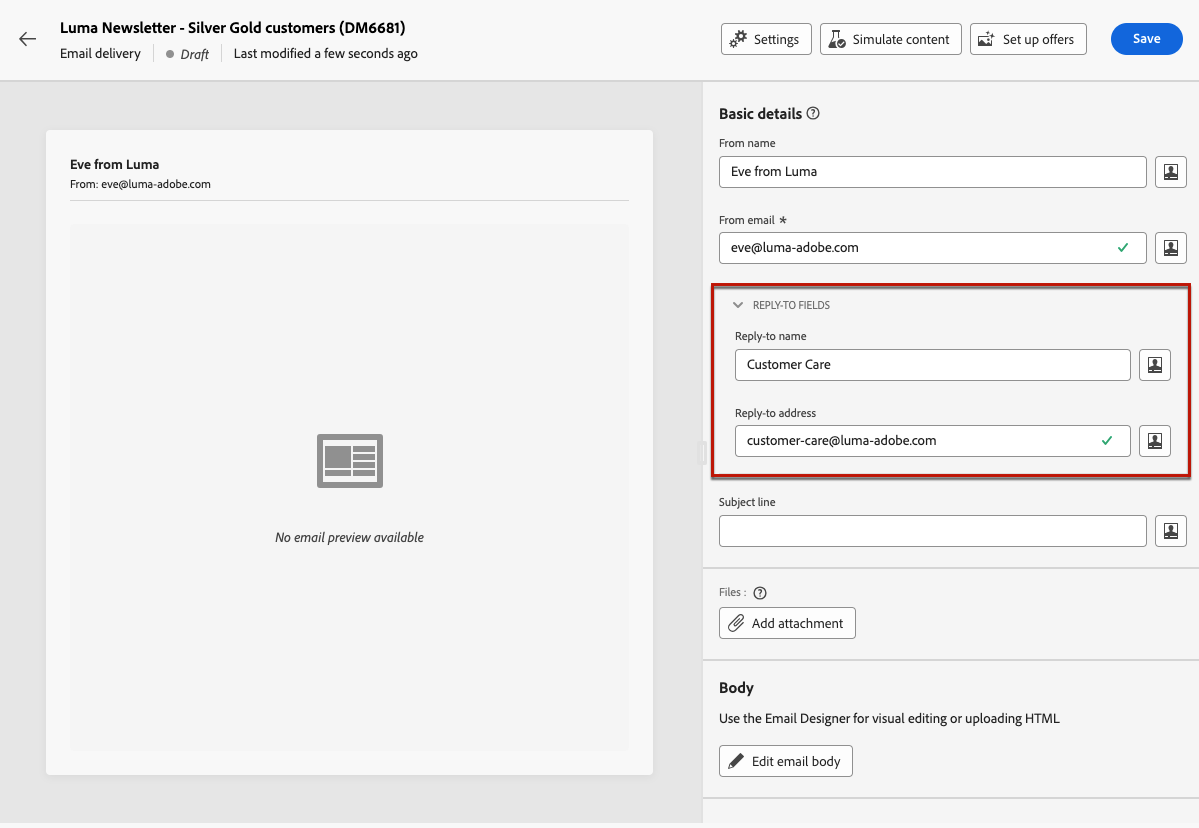 Luma Newsletter - Silver Gold customers (DM6681)
Email delivery
Draft
Last modified a few seconds ago
Settings
Simulate content
Set up offers
Save
Eve from Luma
From: eve@luma-adobe.com
No email preview available
Basic details
From name
Eve from Luma
From email *
eve@luma-adobe.com
REPLY-TO FIELDS
Reply-to name
Customer Care
Reply-to address
customer-care@luma-adobe.com
Subject line
Files :
Add attachment
Body
Use the Email Designer for visual editing or uploading HTML
Edit email body